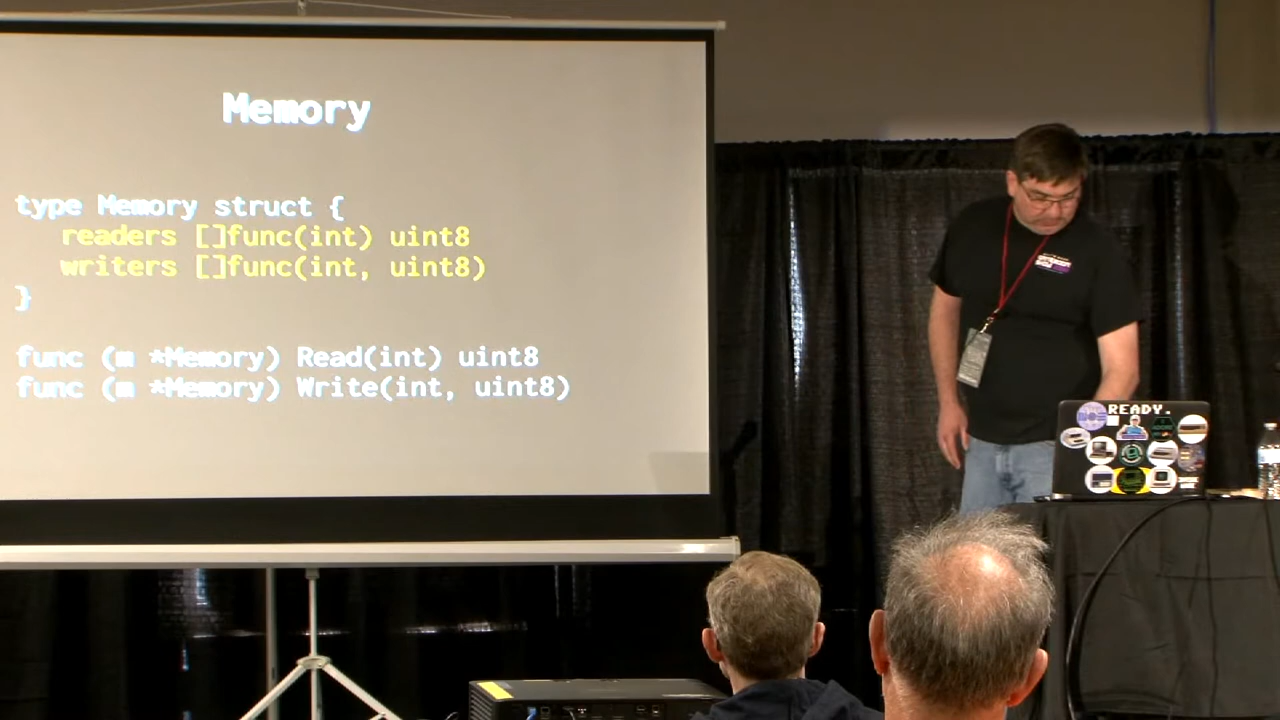 Memory
type Memory struct {
readers []func(int) uint8
writers []func(int, uint8)
}
func (m *Memory) Read(int) uint8
func (m *Memory) Write(int, uint8)
READY.